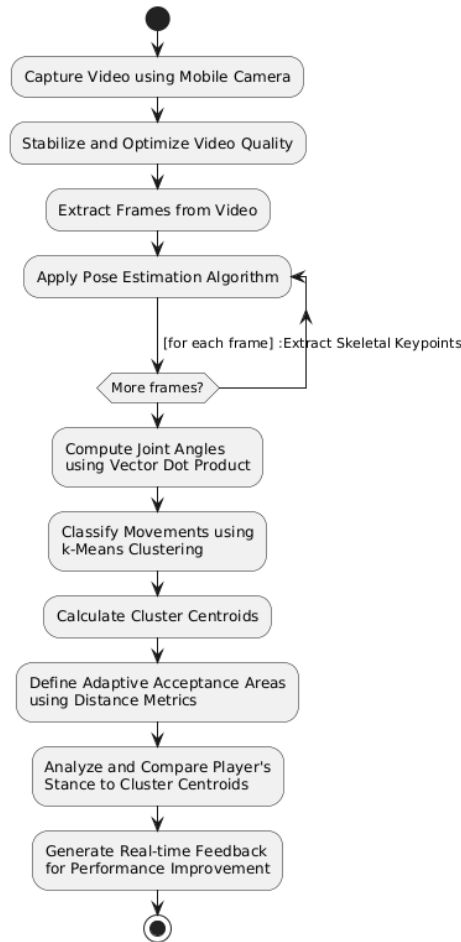 Capture Video using Mobile Camera
Stabilize and Optimize Video Quality
Extract Frames from Video
Apply Pose Estimation Algorithm
[for each frame] :Extract Skeletal Keypoints
More frames?
Compute Joint Angles
using Vector Dot Product
Classify Movements using
k-Means Clustering
Calculate Cluster Centroids
Define Adaptive Acceptance Areas
using Distance Metrics
Analyze and Compare Player's
Stance to Cluster Centroids
Generate Real-time Feedback
for Performance Improvement